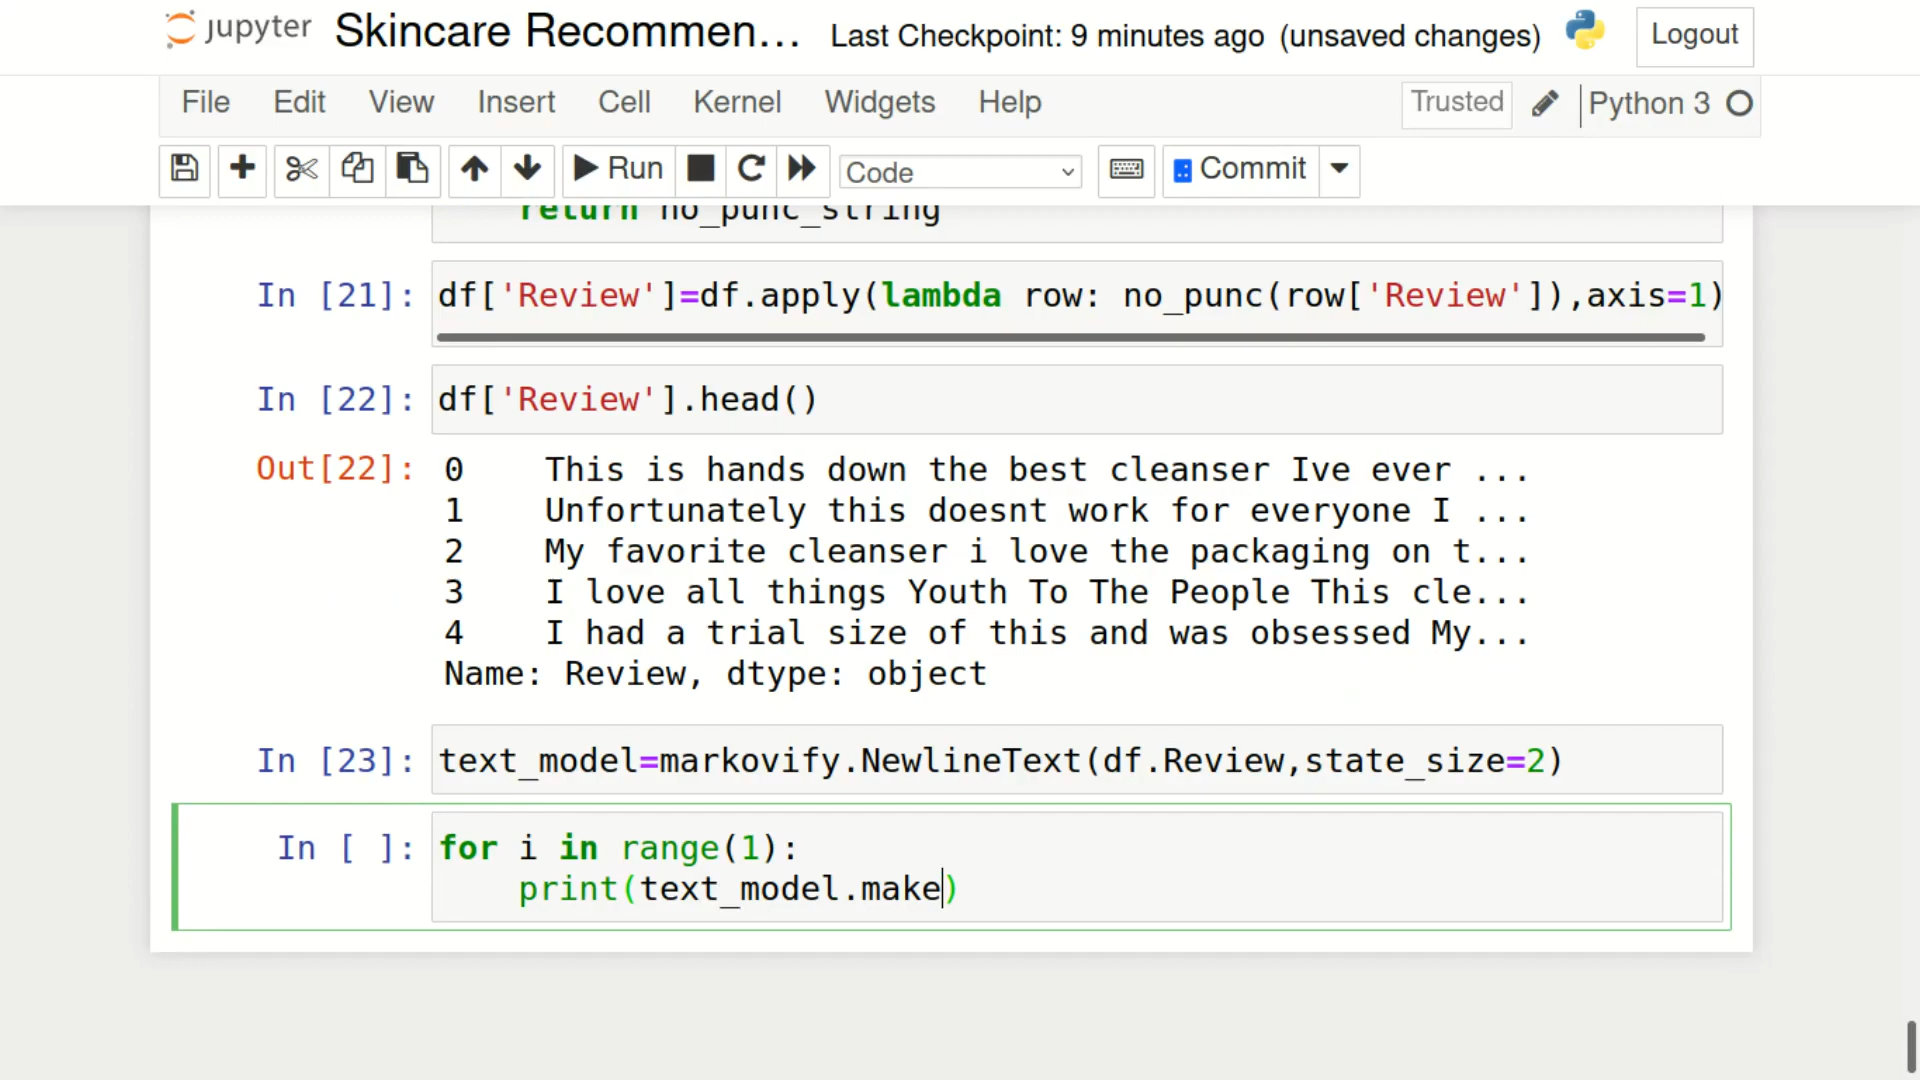 jupyter Skincare Recommen... Last Checkpoint: 9 minutes ago (unsaved changes) Logout
File Edit View Insert Cell Kernel Widgets Help Trusted Python 3
Run Code Commit
return no_punc_string
In [21]: df['Review']=df.apply(lambda row: no_punc(row['Review']),axis=1)
In [22]: df['Review'].head()
Out[22]: 0    This is hands down the best cleanser Ive ever ...
1    Unfortunately this doesnt work for everyone I ...
2    My favorite cleanser i love the packaging on t...
3    I love all things Youth To The People This cle...
4    I had a trial size of this and was obsessed My...
Name: Review, dtype: object
In [23]: text_model=markovify.NewlineText(df.Review,state_size=2)
In [ ]: for i in range(1):
    print(text_model.make)